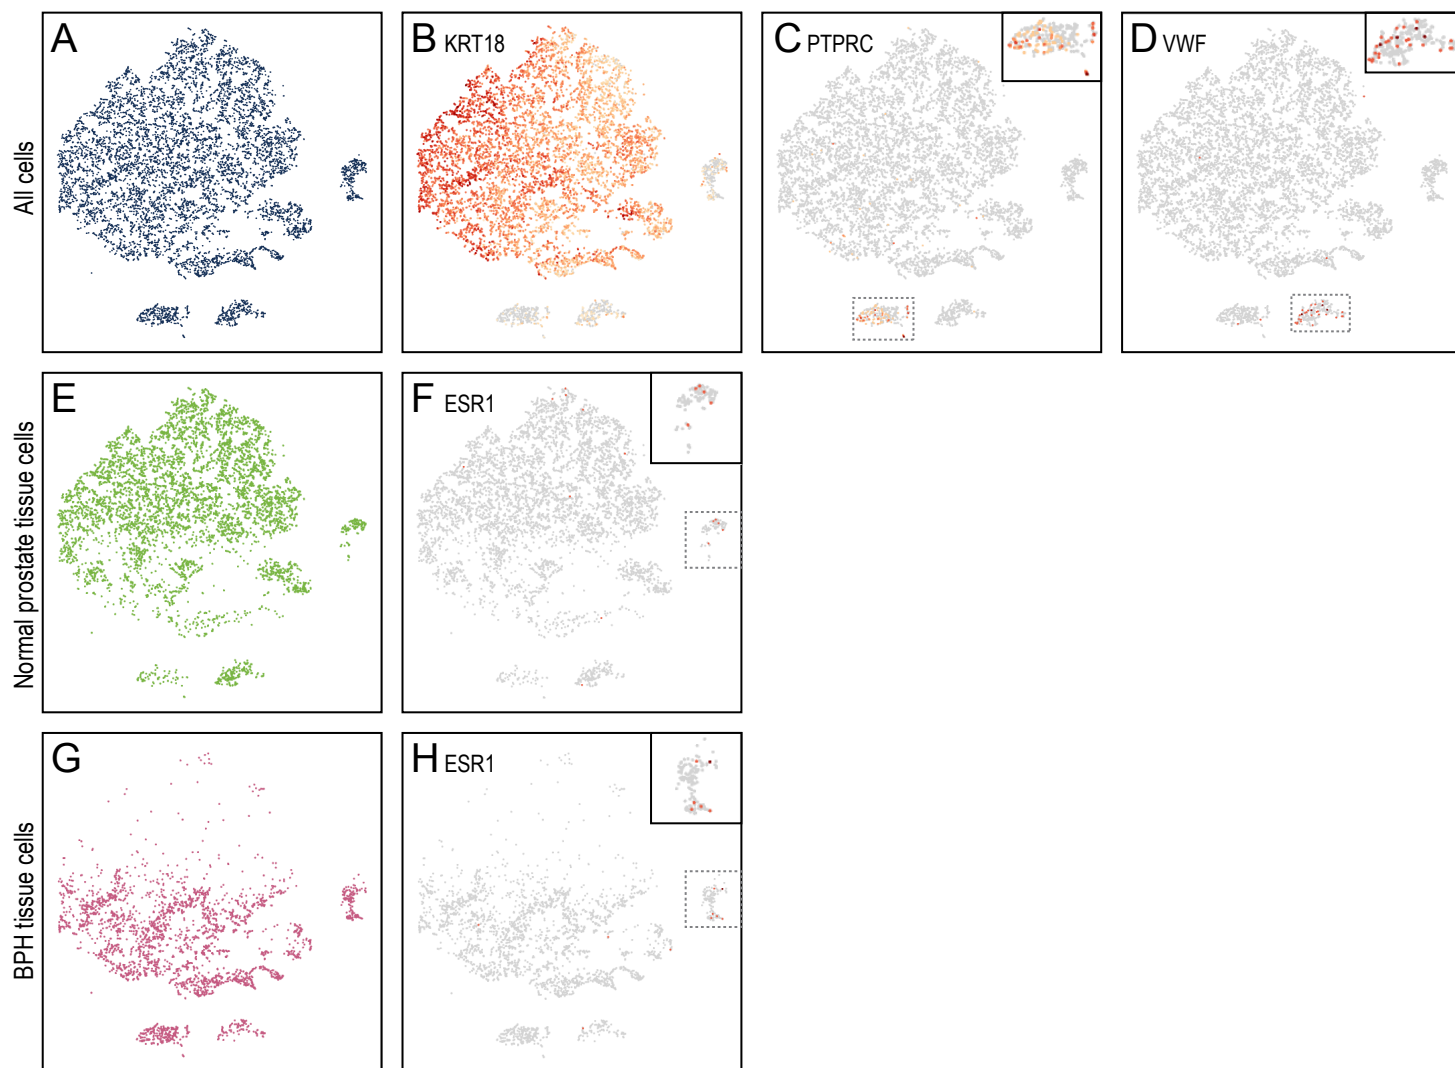 A
B KRT18
C PTPRC
D VWF
All cells
E
F ESR1
Normal prostate tissue cells
G
H ESR1
BPH tissue cells